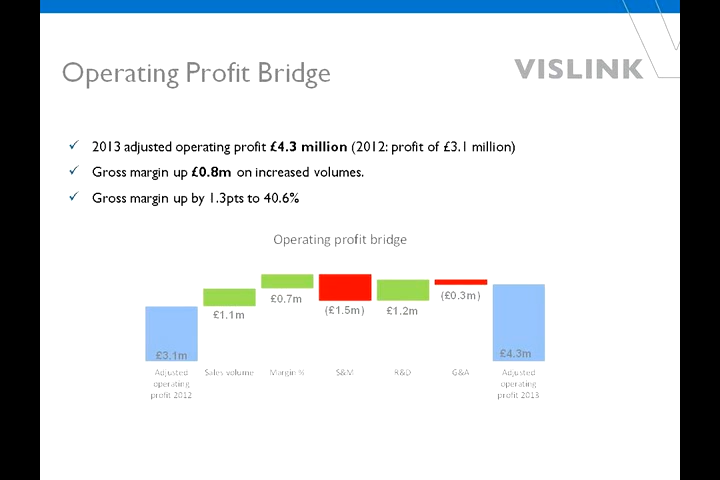 Operating Profit Bridge
VISLINK
2013 adjusted operating profit £4.3 million (2012: profit of £3.1 million)
Gross margin up £0.8m on increased volumes.
Gross margin up by 1.3pts to 40.6%
Operating profit bridge
£3.1m
£1.1m
£0.7m
(£1.5m)
£1.2m
(£0.3m)
£4.3m
Adjusted
operating
profit 2012
Sales volume
Margin %
S&M
R&D
G&A
Adjusted
operating
profit 2013